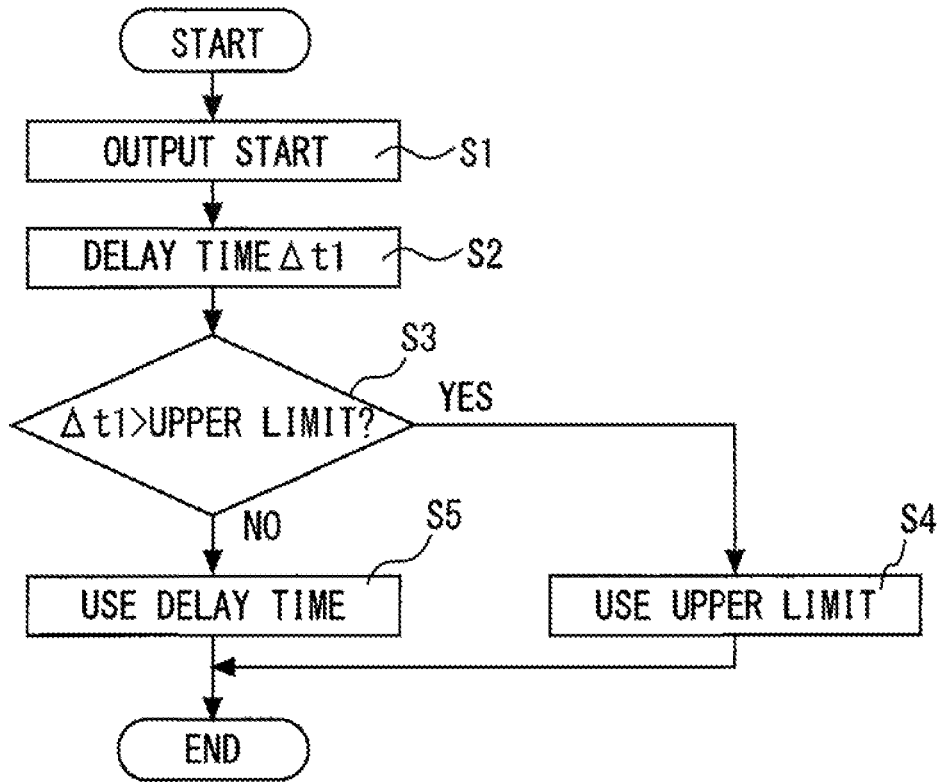 START
OUTPUT START
S1
DELAY TIME Δt1
S2
S3
Δt1>UPPER LIMIT?
YES
NO
S5
S4
USE DELAY TIME
USE UPPER LIMIT
END